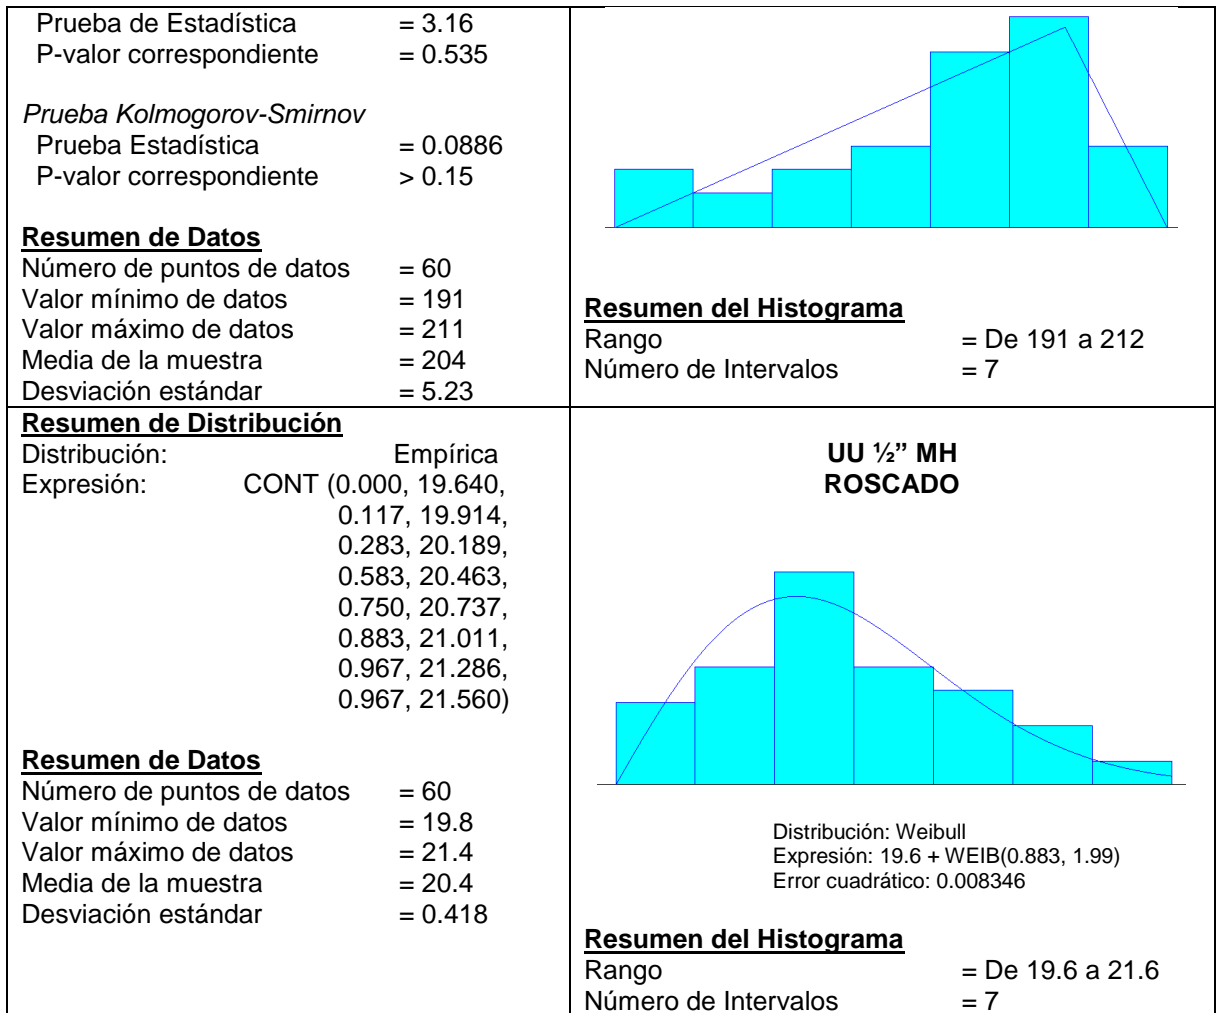 Prueba de Estadística = 3.16
P-valor correspondiente = 0.535
Prueba Kolmogorov-Smirnov
Prueba Estadística = 0.0886
P-valor correspondiente > 0.15
Resumen de Datos
Número de puntos de datos = 60
Valor mínimo de datos = 191
Valor máximo de datos = 211
Media de la muestra = 204
Desviación estándar = 5.23
Resumen del Histograma
Rango = De 191 a 212
Número de Intervalos = 7
Resumen de Distribución
Distribución: Empírica
Expresión: CONT (0.000, 19.640,
0.117, 19.914,
0.283, 20.189,
0.583, 20.463,
0.750, 20.737,
0.883, 21.011,
0.967, 21.286,
0.967, 21.560)
Resumen de Datos
Número de puntos de datos = 60
Valor mínimo de datos = 19.8
Valor máximo de datos = 21.4
Media de la muestra = 20.4
Desviación estándar = 0.418
UU ½” MH
ROSCADO
Distribución: Weibull
Expresión: 19.6 + WEIB(0.883, 1.99)
Error cuadrático: 0.008346
Resumen del Histograma
Rango = De 19.6 a 21.6
Número de Intervalos = 7